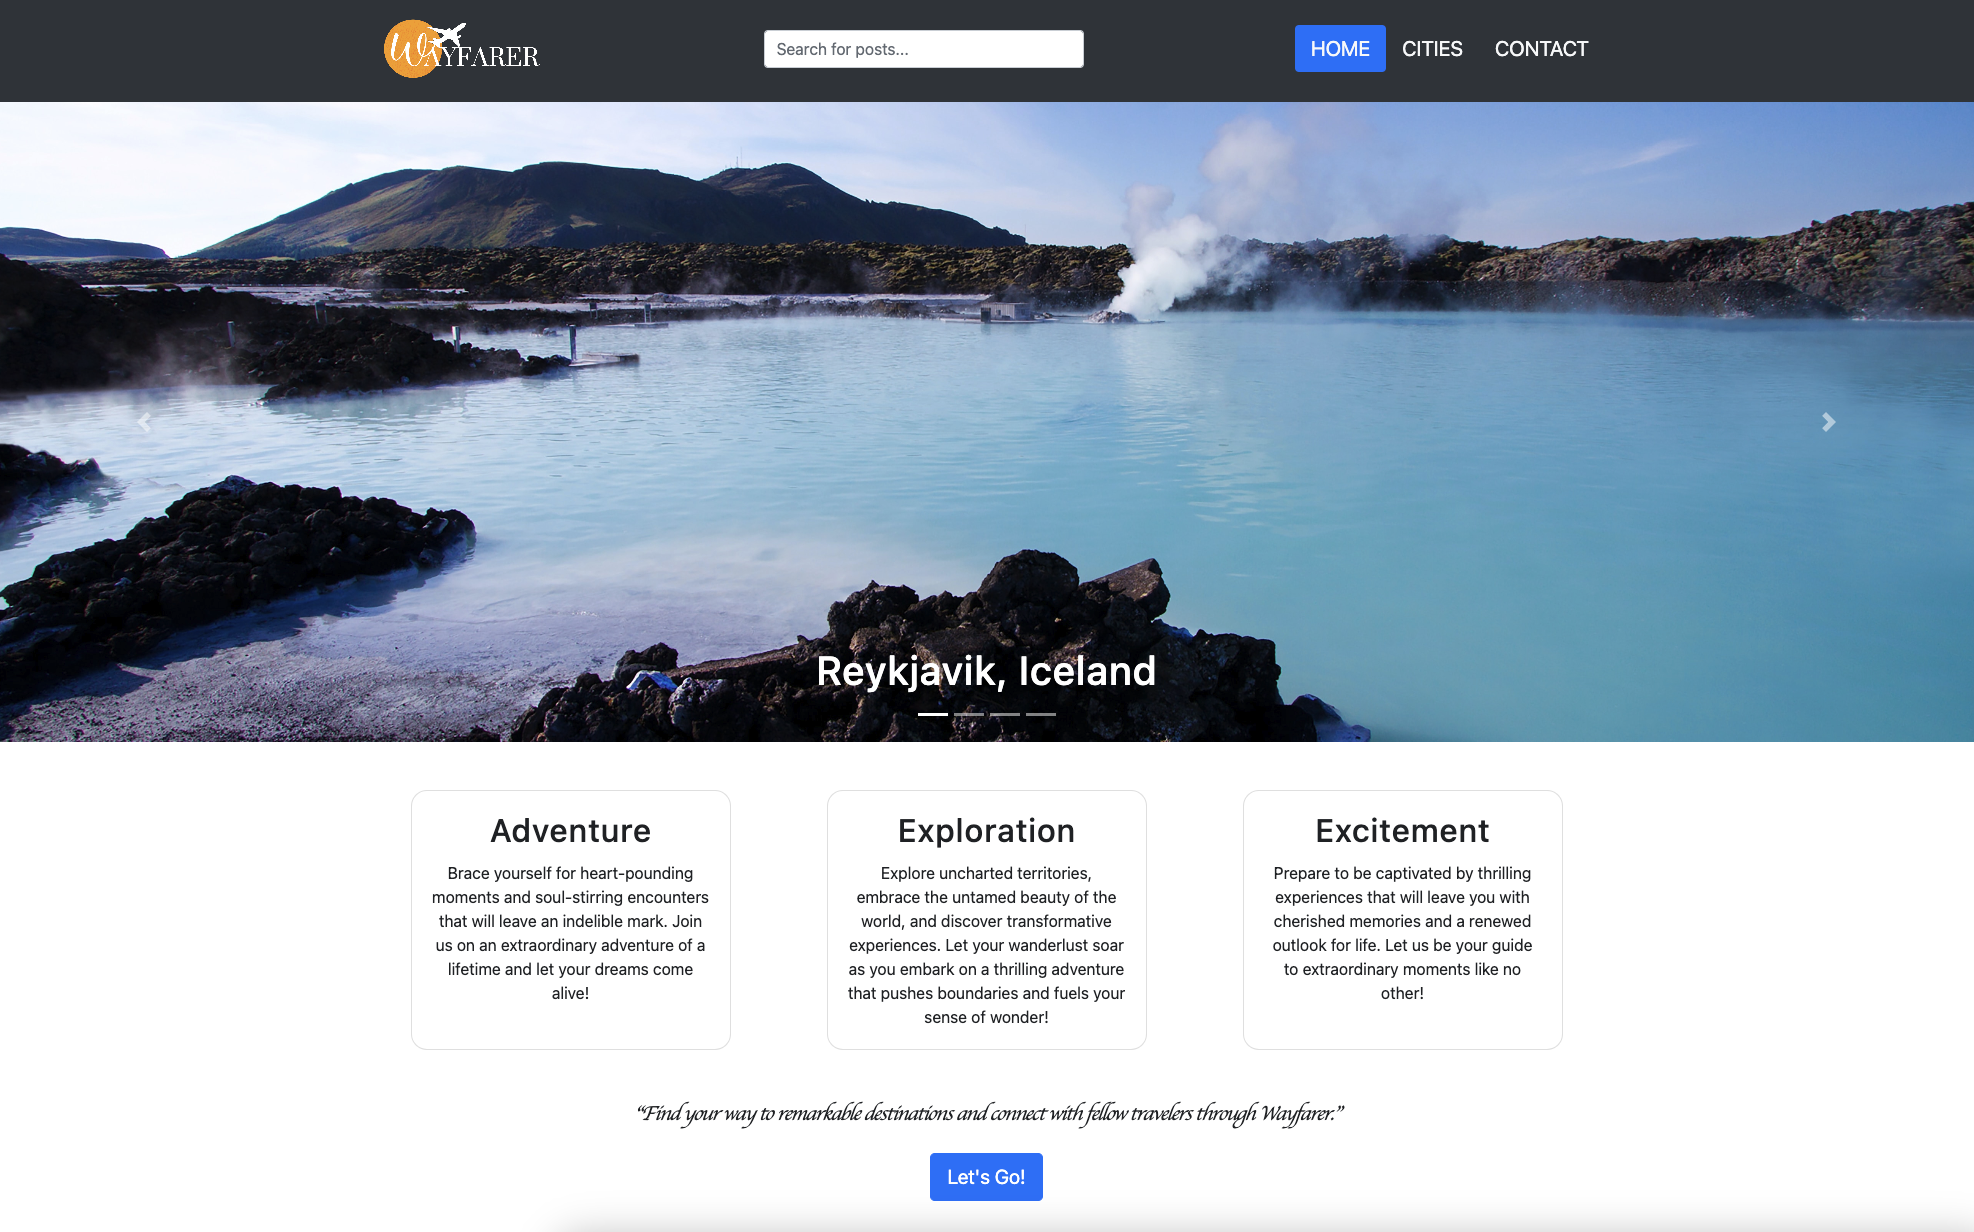 WAYFARER
Search for posts...
HOME
CITIES
CONTACT
Reykjavik, Iceland
Adventure
Brace yourself for heart-pounding
moments and soul-stirring encounters
that will leave an indelible mark. Join
us on an extraordinary adventure of a
lifetime and let your dreams come
alive!
Exploration
Explore uncharted territories,
embrace the untamed beauty of the
world, and discover transformative
experiences. Let your wanderlust soar
as you embark on a thrilling adventure
that pushes boundaries and fuels your
sense of wonder!
Excitement
Prepare to be captivated by thrilling
experiences that will leave you with
cherished memories and a renewed
outlook for life. Let us be your guide
to extraordinary moments like no
other!
“Find your way to remarkable destinations and connect with fellow travelers through Wayfarer.”
Let's Go!